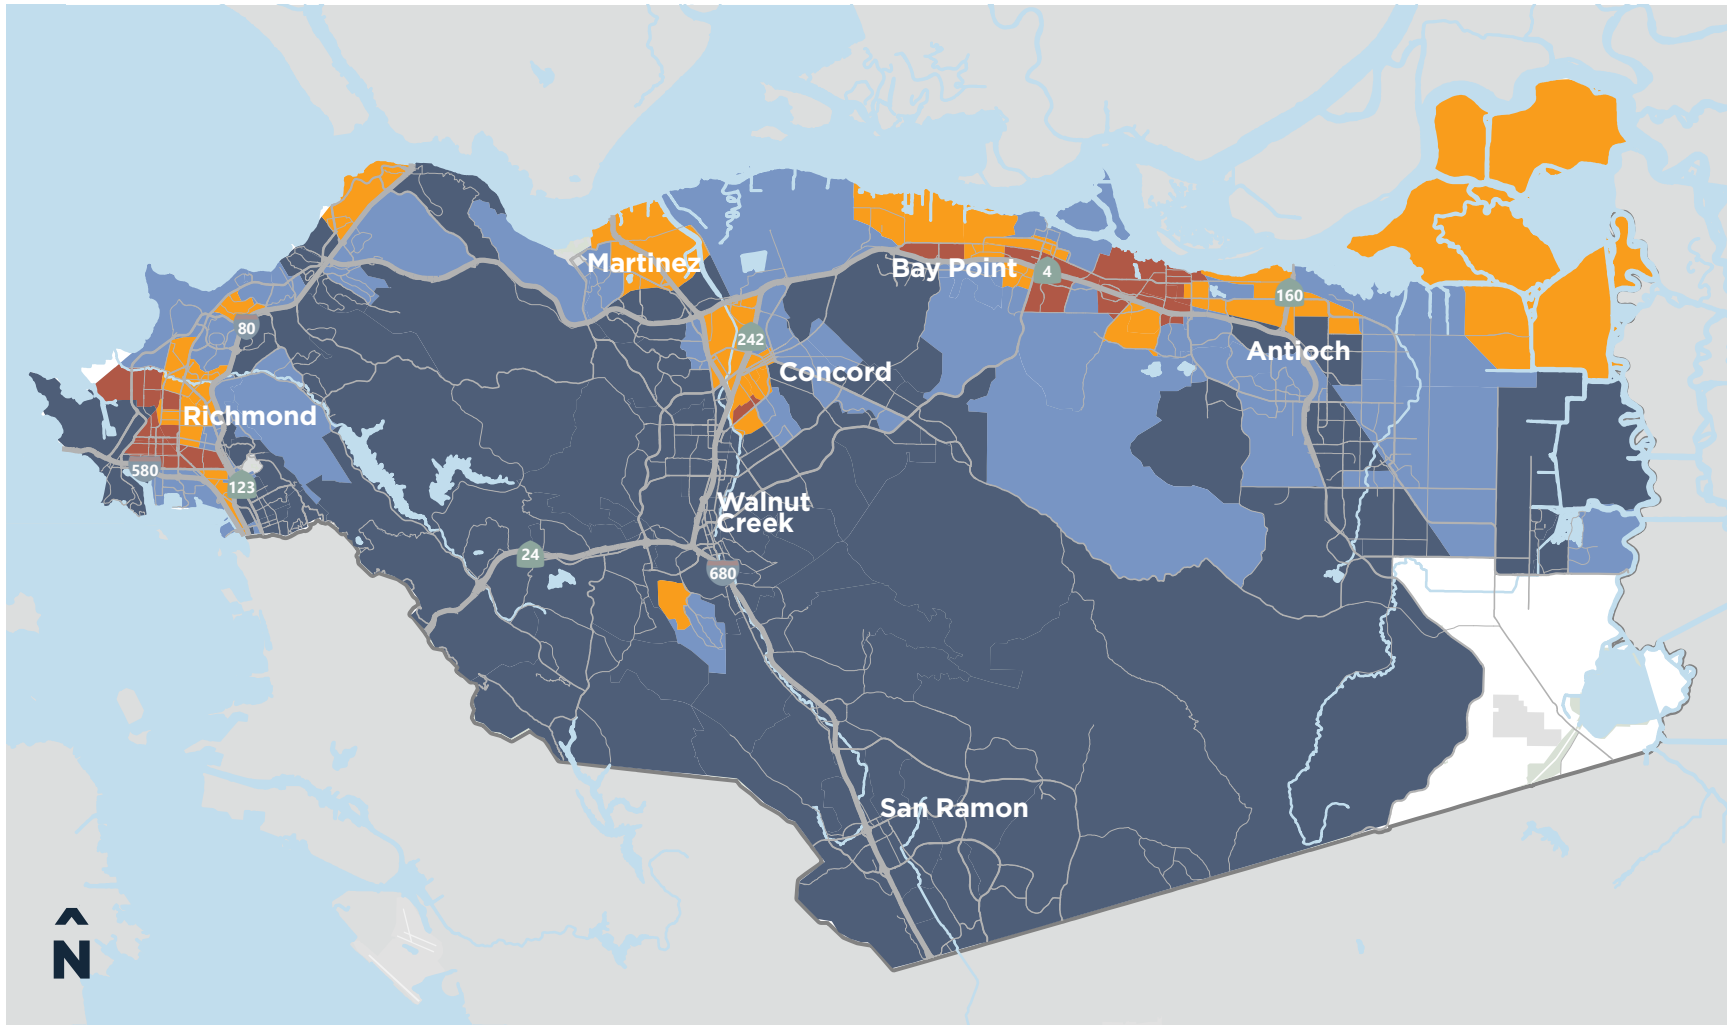 Martinez
Bay Point
4
160
80
242
Antioch
Concord
Richmond
580
123
Walnut
Creek
24
680
San Ramon
N